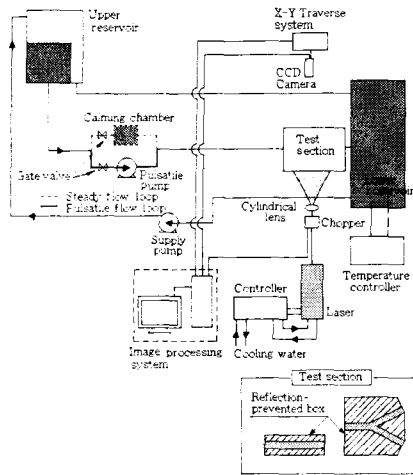 Upper
reservoir
X-Y Traverse
system
CCD
Camera
Calming chamber
Test
section
Gate valve
Pulsatile
pump
Steady flow loop
Pulsatile flow loop
Cylindrical
lens
Chopper
Supply
pump
Temperature
controller
Controller
Laser
Image processing
system
Cooling water
Test section
Reflection-
prevented box